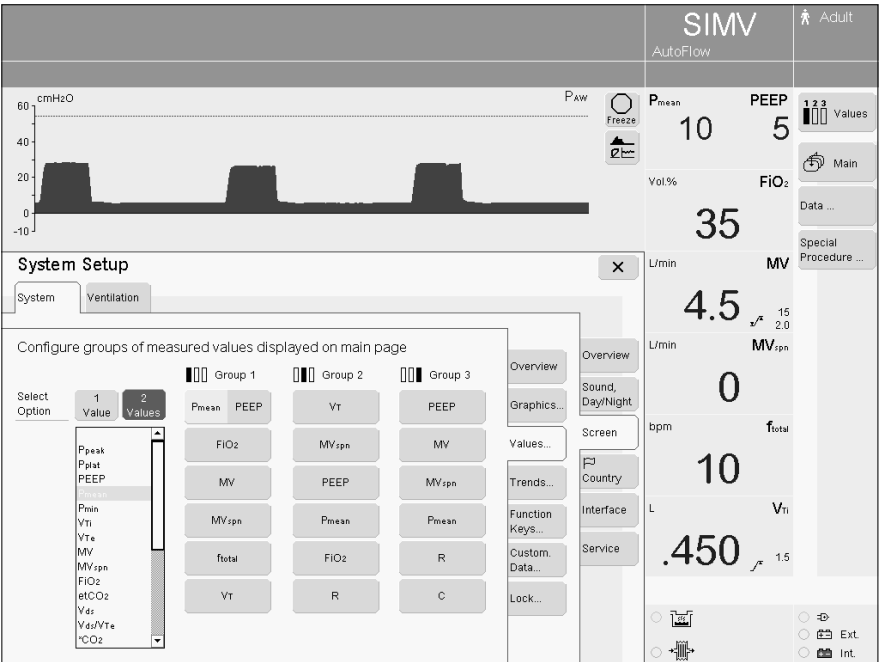 SIMV
AutoFlow
Adult
cmH2O
PAW
60
40
20
0
-10
Freeze
Pmean PEEP
10 5
Vol.% FiO2
35
L/min MV
4.5
15
2.0
L/min MVspn
0
bpm ftotal
10
L VTi
.450
1.5
1 2 3
Values
Main
Data ...
Special
Procedure ...
System Setup
System Ventilation
Configure groups of measured values displayed on main page
Group 1 Group 2 Group 3
Select
Option
1
Value
2
Values
Ppeak
Pplat
PEEP
Pmean
Pmin
VTi
VTe
MV
MVspn
FiO2
etCO2
Vds
Vds/VTe
Pmean PEEP VT PEEP
FiO2 MVspn MV
MV PEEP MVspn
MVspn Pmean Pmean
ftotal FiO2 R
VT R C
Overview
Graphics...
Values...
Trends...
Function
Keys...
Custom.
Data...
Lock...
Overview
Sound,
Day/Night
Screen
Country
Interface
Service
Ext.
Int.